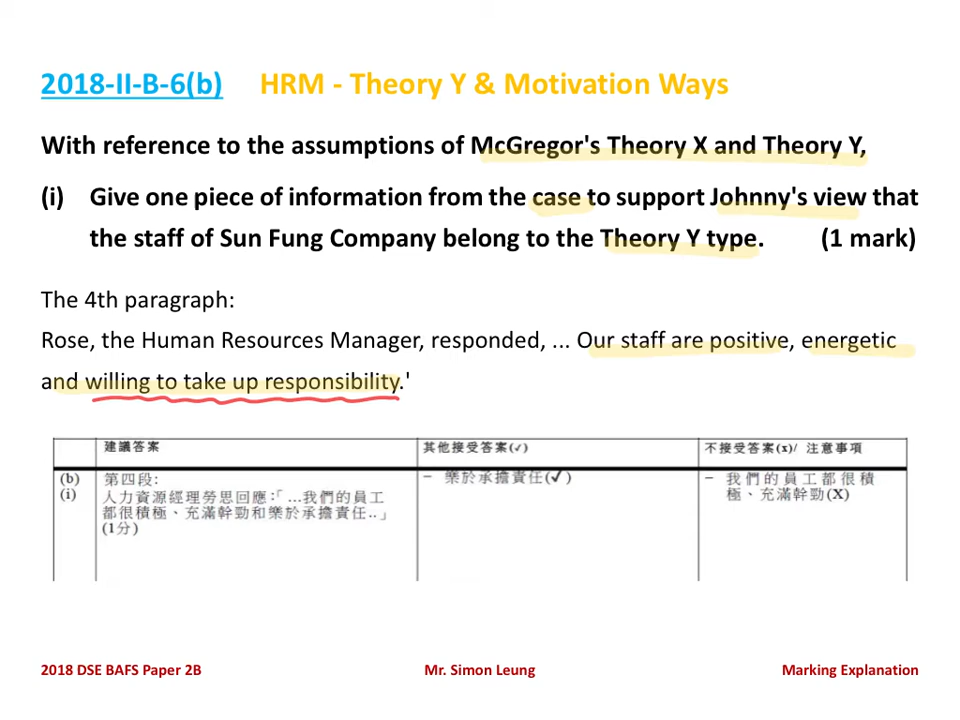 2018-II-B-6(b) HRM - Theory Y & Motivation Ways
With reference to the assumptions of McGregor's Theory X and Theory Y,
(i) Give one piece of information from the case to support Johnny's view that
the staff of Sun Fung Company belong to the Theory Y type. (1 mark)
The 4th paragraph:
Rose, the Human Resources Manager, responded, ... Our staff are positive, energetic
and willing to take up responsibility.'
建議答案 其他接受答案(✓) 不接受答案(x)/ 注意事項
(b) 第四段: – 樂於承擔責任(✓) – 我們的員工都很積
(i) 人力資源經理勞思回應:「...我們的員工 極、充滿幹勁(X)
都很積極、充滿幹勁和樂於承擔責任..」
(1分)
2018 DSE BAFS Paper 2B Mr. Simon Leung Marking Explanation